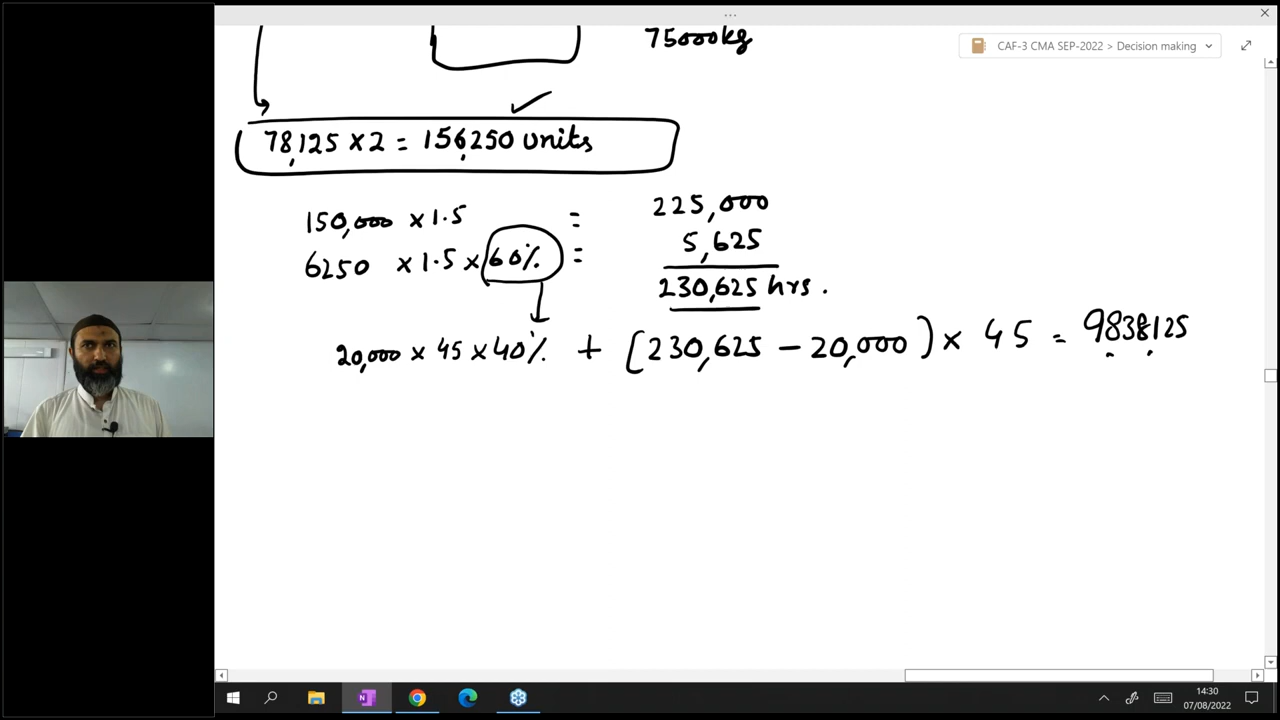 75000kg
CAF-3 CMA SEP-2022 > Decision making
78,125 × 2 = 156,250 units
150,000 × 1.5 = 225,000
6250 × 1.5 × 60% = 5,625
230,625 hrs.
20,000 × 45 × 40% + [230,625 − 20,000) × 45 = 9838125
14:30
07/08/2022